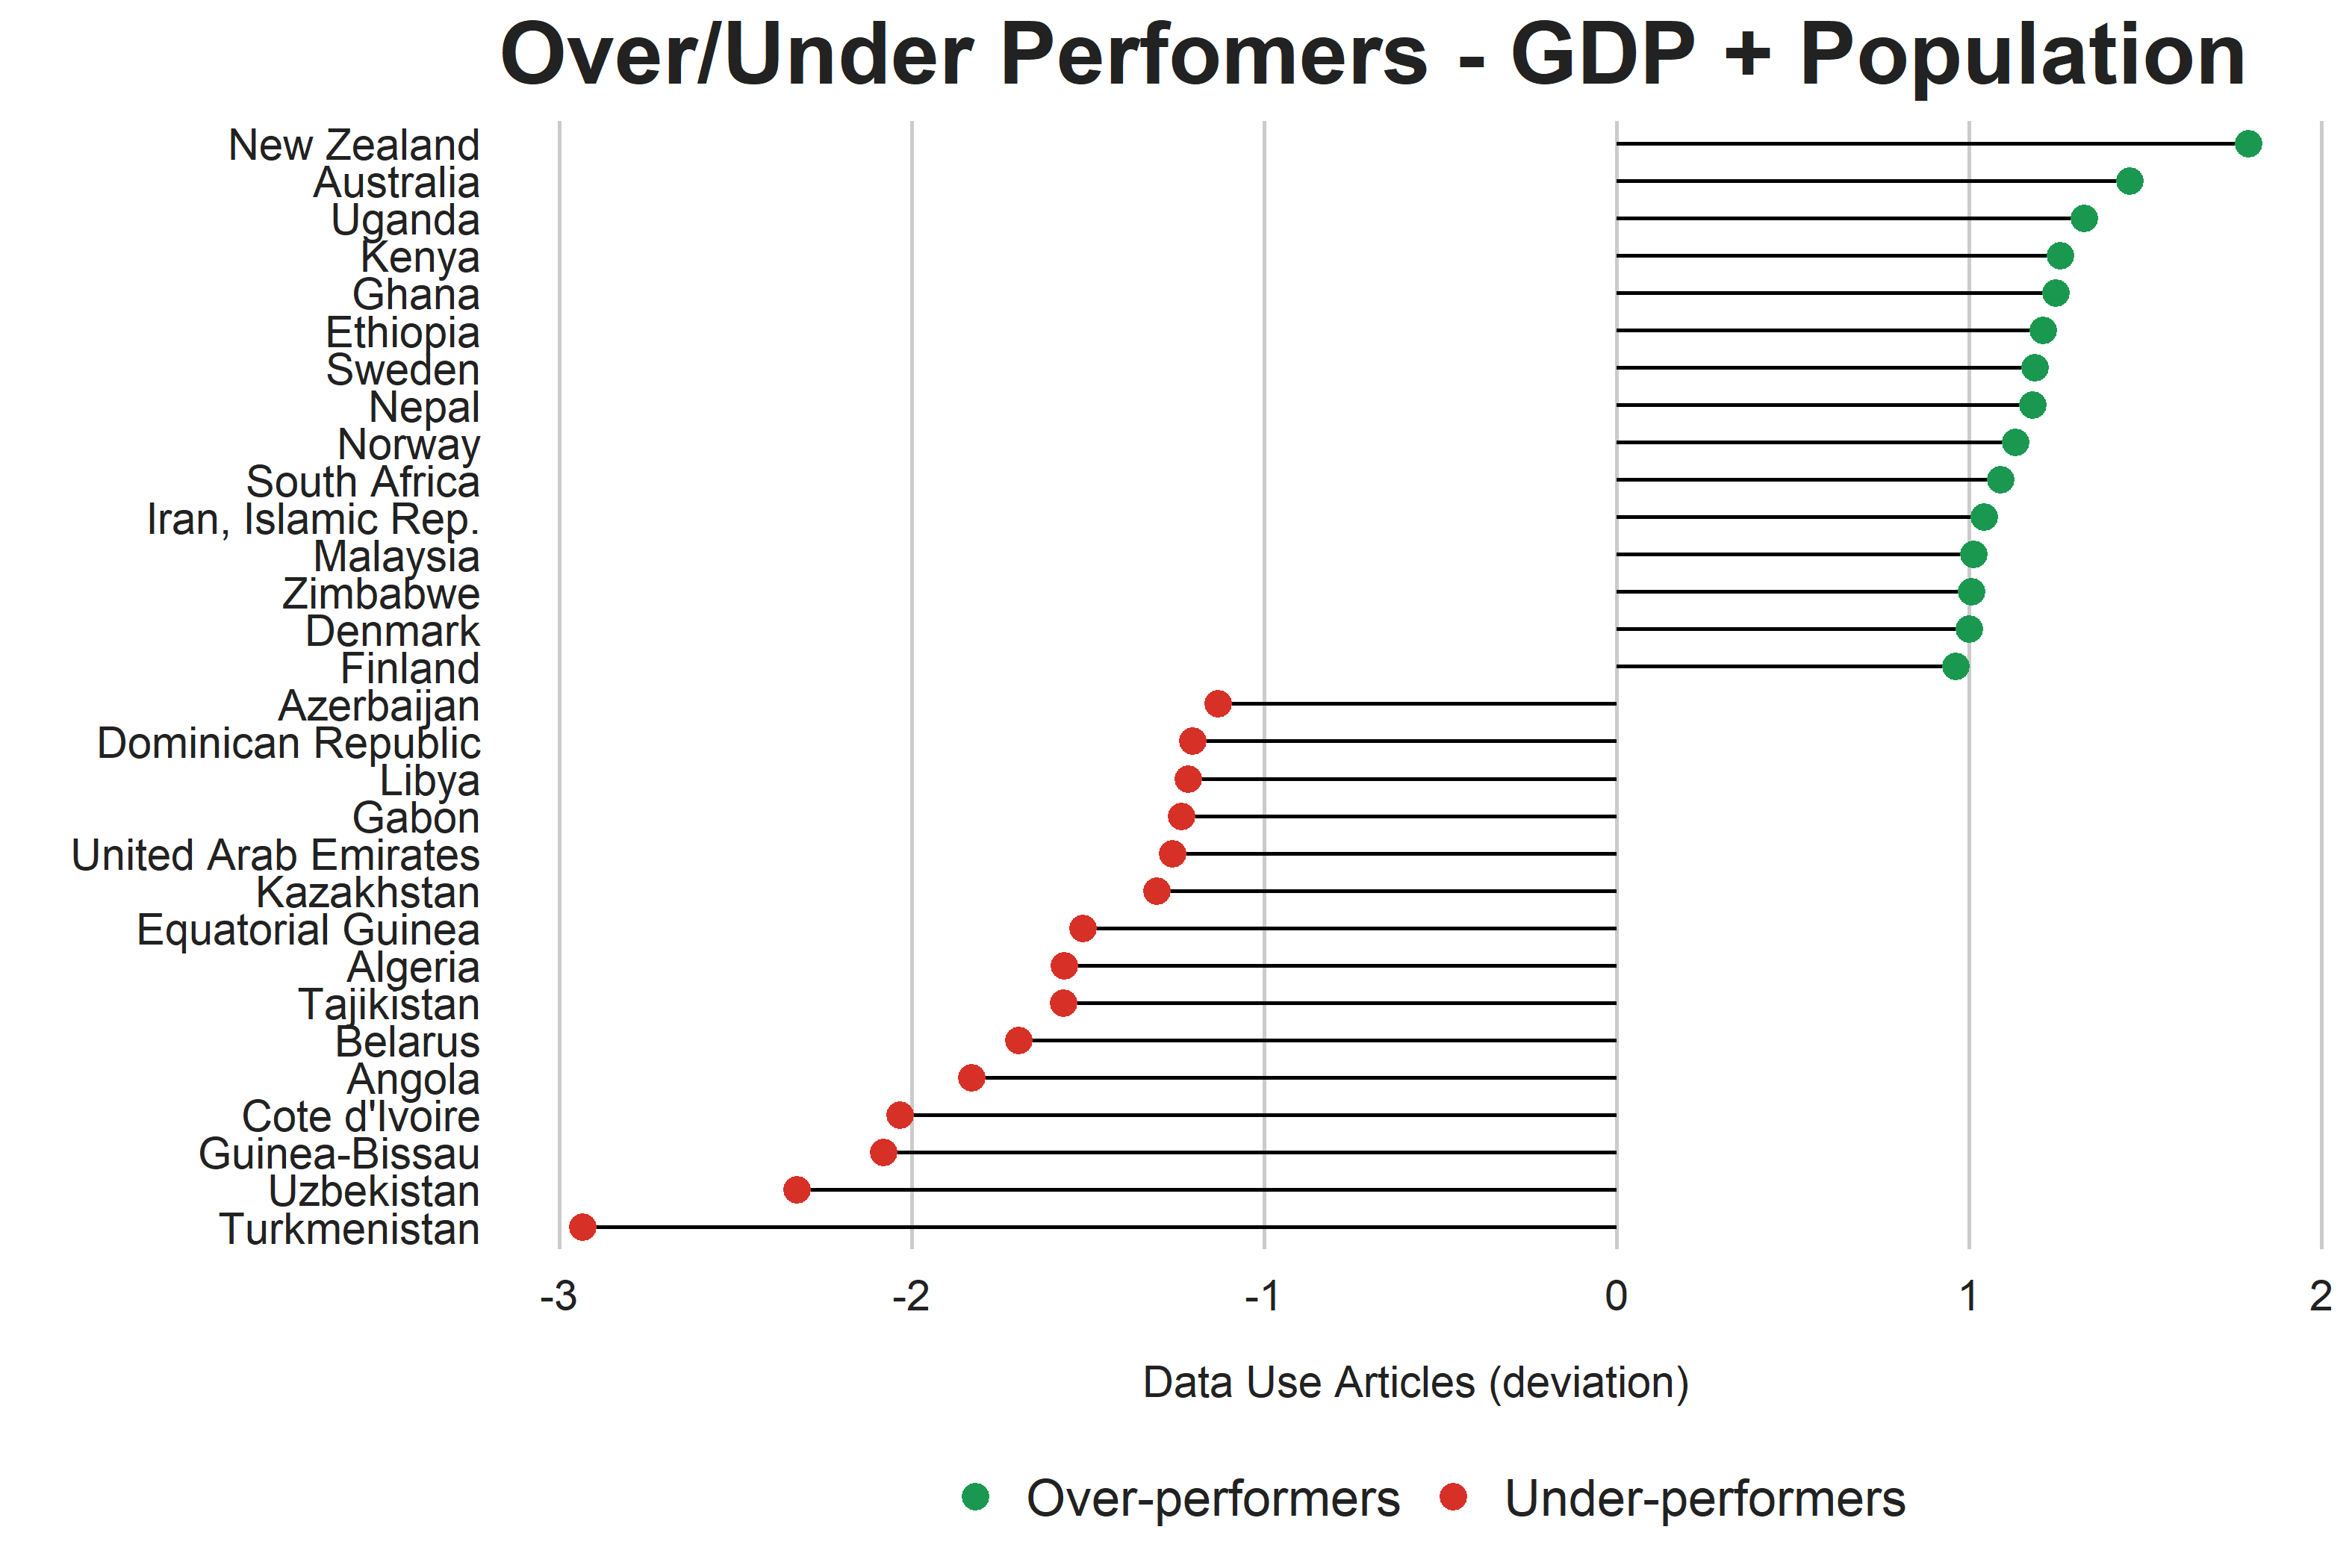 Over/Under Perfomers - GDP + Population
New Zealand
Australia
Uganda
Kenya
Ghana
Ethiopia
Sweden
Nepal
Norway
South Africa
Iran, Islamic Rep.
Malaysia
Zimbabwe
Denmark
Finland
Azerbaijan
Dominican Republic
Libya
Gabon
United Arab Emirates
Kazakhstan
Equatorial Guinea
Algeria
Tajikistan
Belarus
Angola
Cote d'Ivoire
Guinea-Bissau
Uzbekistan
Turkmenistan
-3 -2 -1 0 1 2
Data Use Articles (deviation)
Over-performers Under-performers